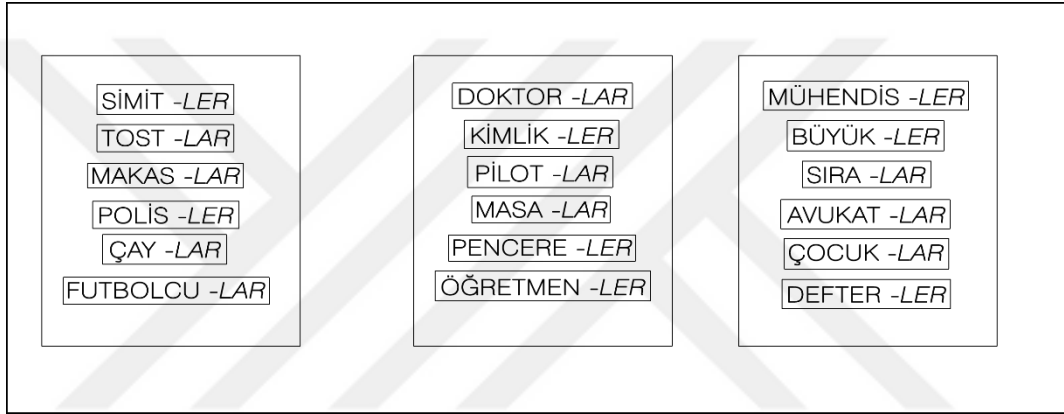 SİMİT -LER
TOST -LAR
MAKAS -LAR
POLİS -LER
ÇAY -LAR
FUTBOLCU -LAR
DOKTOR -LAR
KİMLİK -LER
PİLOT -LAR
MASA -LAR
PENCERE -LER
ÖĞRETMEN -LER
MÜHENDİS -LER
BÜYÜK -LER
SIRA -LAR
AVUKAT -LAR
ÇOCUK -LAR
DEFTER -LER